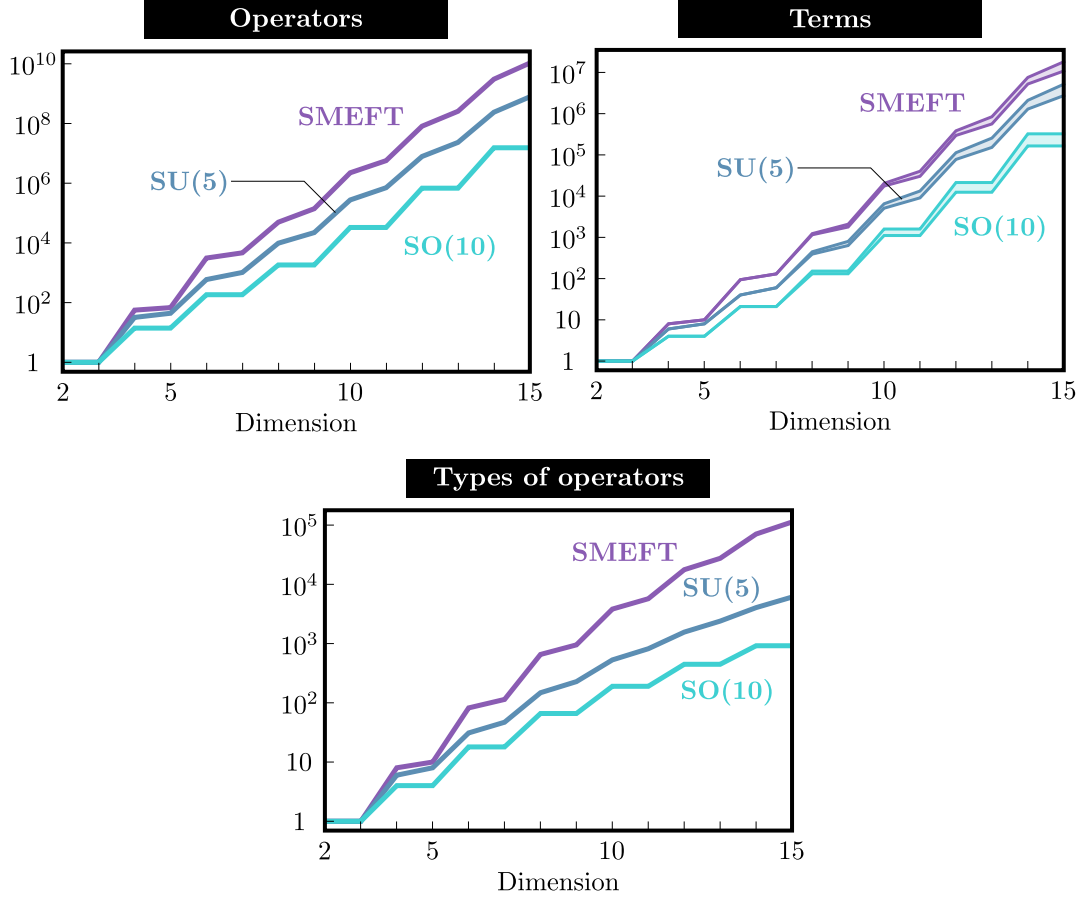 Operators
10^10
10^8
10^6
10^4
10^2
1
SMEFT
SU(5)
SO(10)
2 5 10 15
Dimension
Terms
10^7
10^6
10^5
10^4
10^3
10^2
10
1
SMEFT
SU(5)
SO(10)
2 5 10 15
Dimension
Types of operators
10^5
10^4
10^3
10^2
10
1
SMEFT
SU(5)
SO(10)
2 5 10 15
Dimension